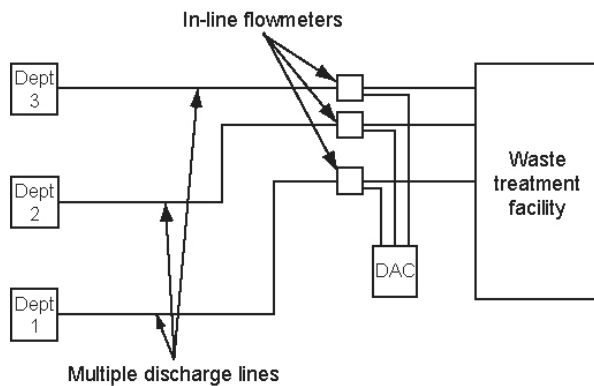 In-line flowmeters
Dept
3
Dept
2
Waste
treatment
facility
DAC
Dept
1
Multiple discharge lines